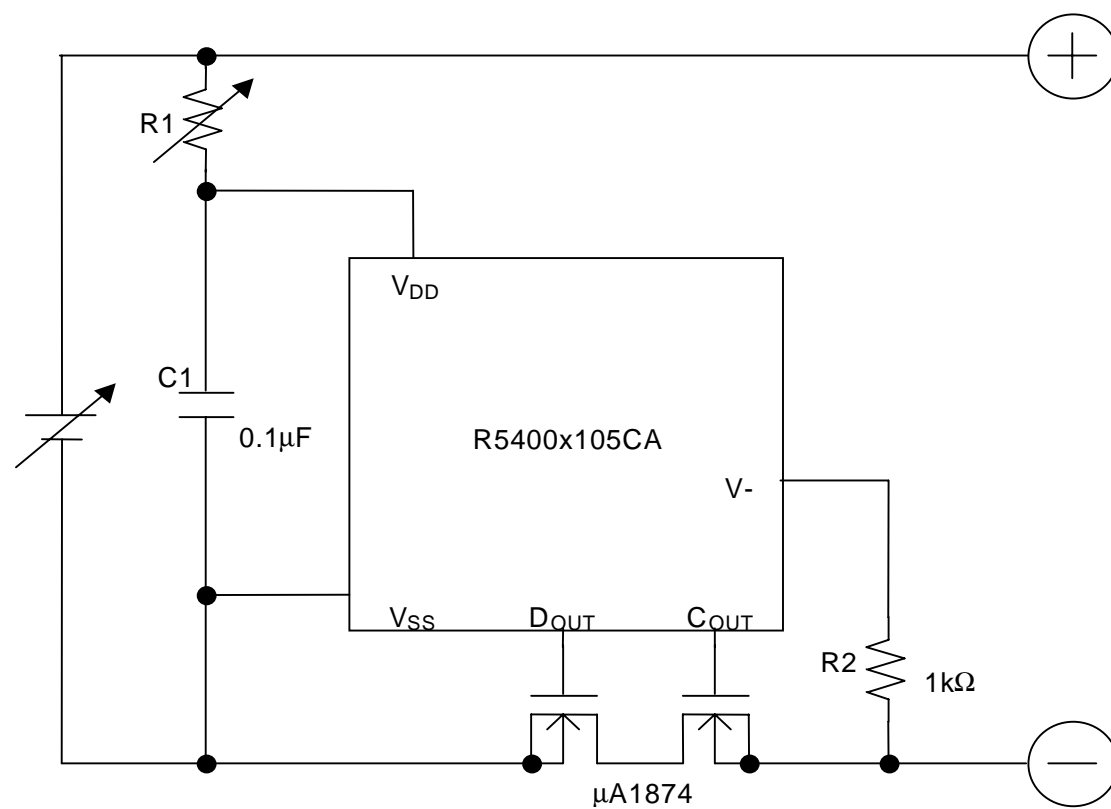 R1
VDD
C1
0.1μF
R5400x105CA
V-
VSS
DOUT
COUT
R2
1kΩ
μA1874